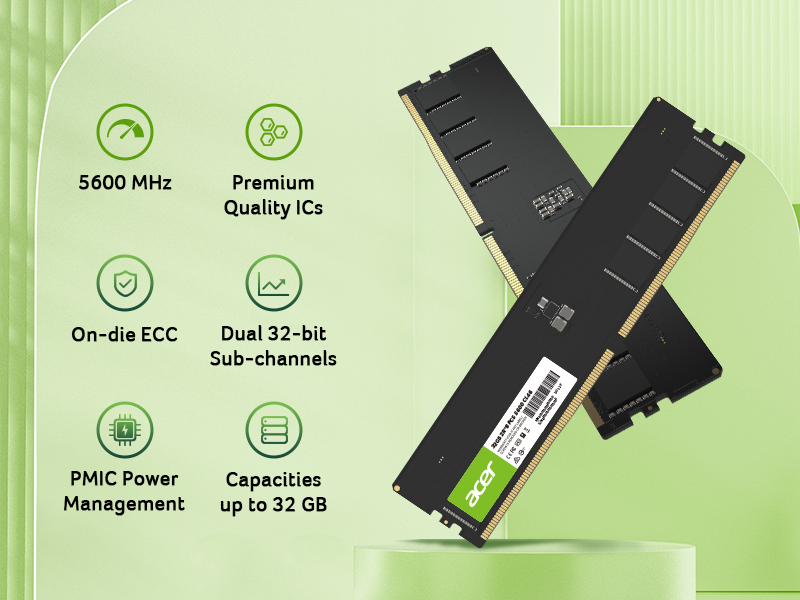 5600 MHz
Premium
Quality ICs
On-die ECC
Dual 32-bit
Sub-channels
PMIC Power
Management
Capacities
up to 32 GB
acer